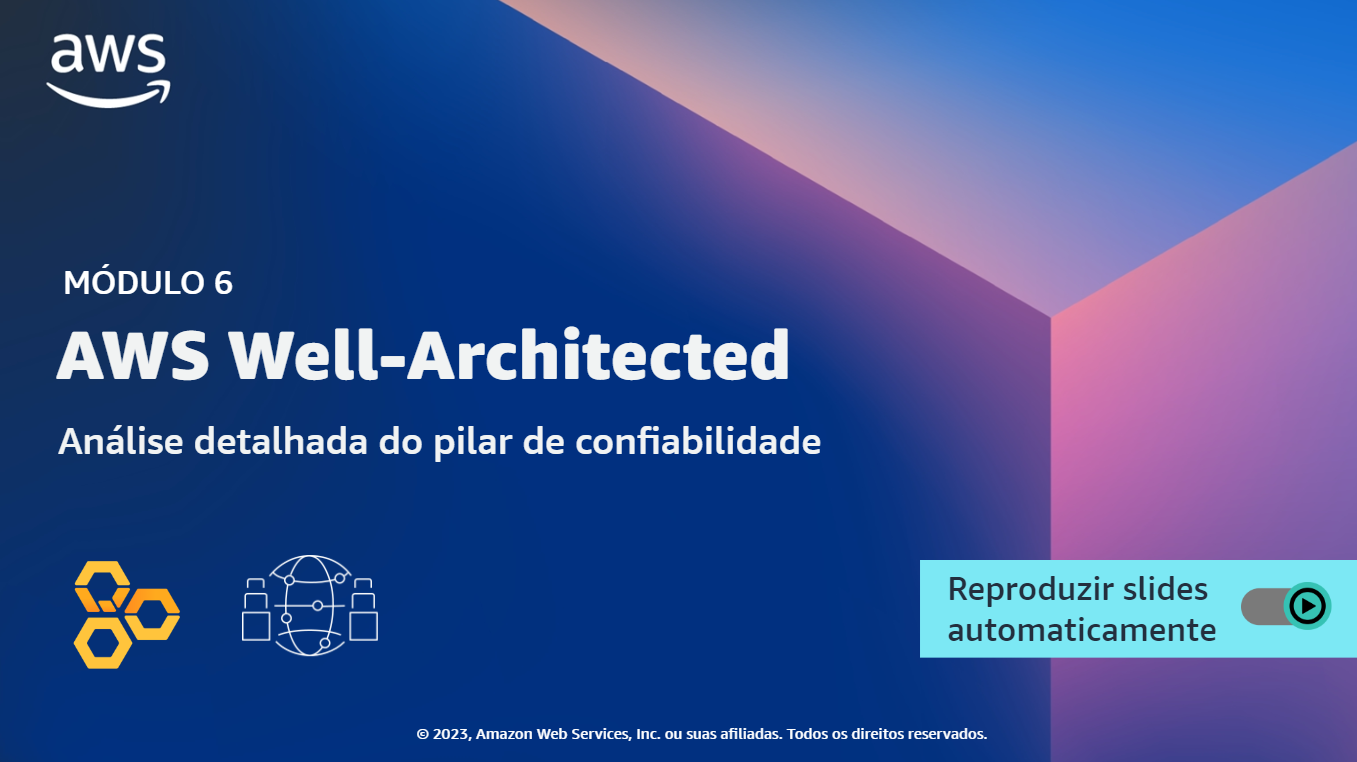 aws
MÓDULO 6
AWS Well-Architected
Análise detalhada do pilar de confiabilidade
Reproduzir slides
automaticamente
© 2023, Amazon Web Services, Inc. ou suas afiliadas. Todos os direitos reservados.